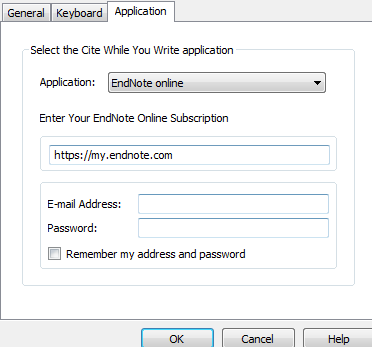 General Keyboard Application
Select the Cite While You Write application
Application: EndNote online
Enter Your EndNote Online Subscription
https://my.endnote.com
E-mail Address:
Password:
Remember my address and password
OK Cancel Help